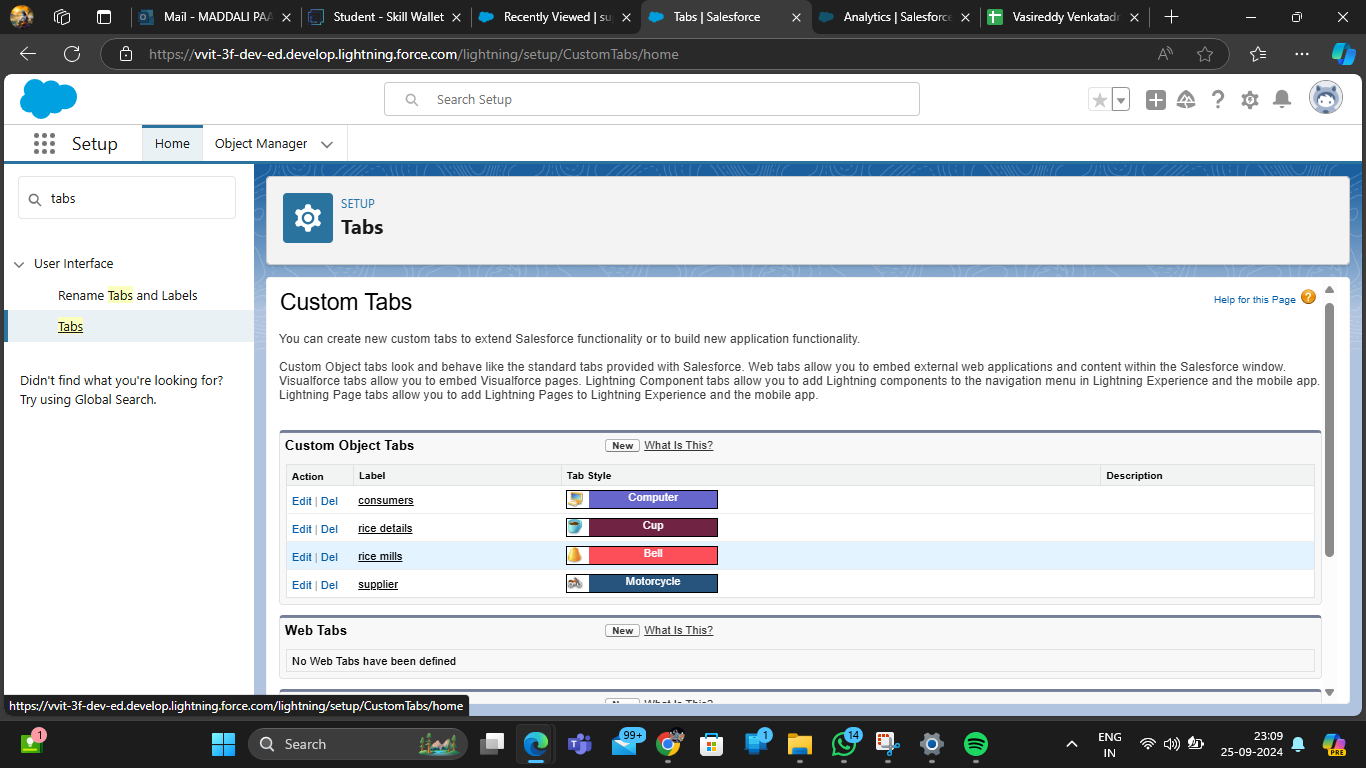 Mail - MADDALI PAA
Student - Skill Wallet
Recently Viewed | su
Tabs | Salesforce
Analytics | Salesforce
Vasireddy Venkatadr
https://vvit-3f-dev-ed.develop.lightning.force.com/lightning/setup/CustomTabs/home
Search Setup
Setup
Home
Object Manager
tabs
User Interface
Rename Tabs and Labels
Tabs
Didn't find what you're looking for?
Try using Global Search.
SETUP
Tabs
Custom Tabs
Help for this Page ?
You can create new custom tabs to extend Salesforce functionality or to build new application functionality.
Custom Object tabs look and behave like the standard tabs provided with Salesforce. Web tabs allow you to embed external web applications and content within the Salesforce window.
Visualforce tabs allow you to embed Visualforce pages. Lightning Component tabs allow you to add Lightning components to the navigation menu in Lightning Experience and the mobile app.
Lightning Page tabs allow you to add Lightning Pages to Lightning Experience and the mobile app.
Custom Object Tabs New What Is This?
Action Label Tab Style Description
Edit | Del consumers Computer
Edit | Del rice details Cup
Edit | Del rice mills Bell
Edit | Del supplier Motorcycle
Web Tabs New What Is This?
No Web Tabs have been defined
New What Is This?
https://vvit-3f-dev-ed.develop.lightning.force.com/lightning/setup/CustomTabs/home
1
Search
99+
1
14
ENG
IN
23:09
25-09-2024
PRE